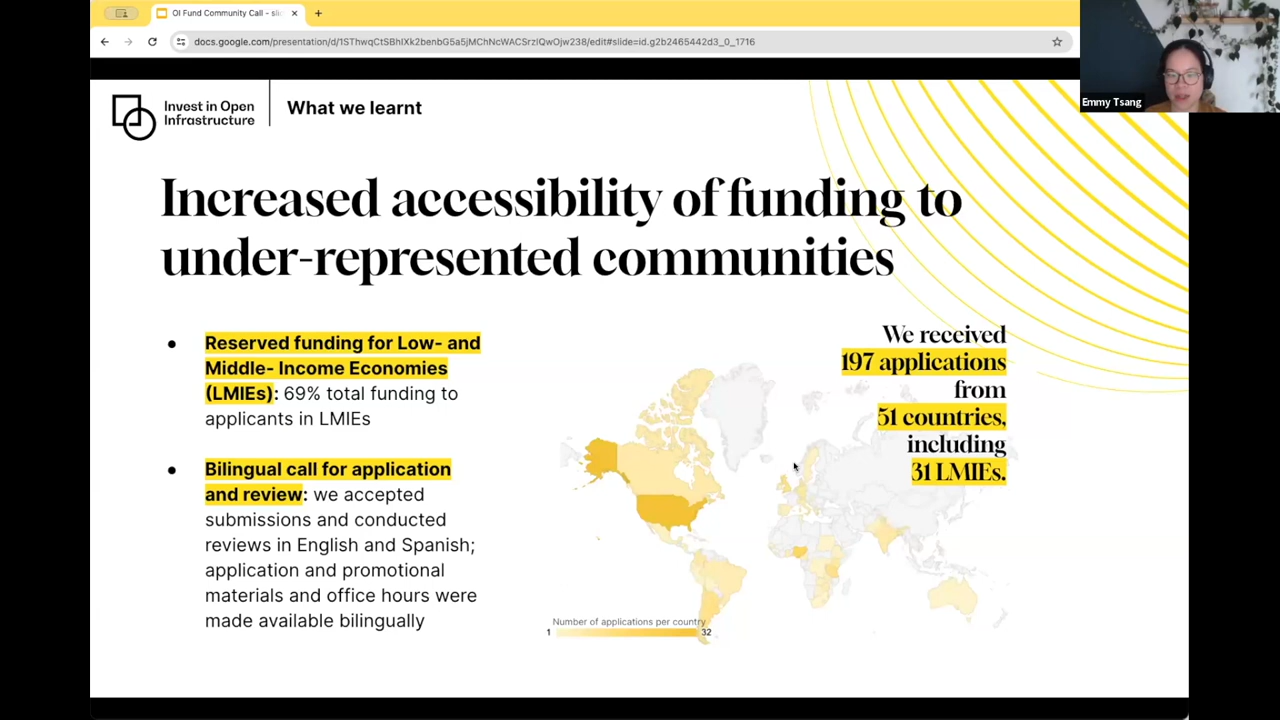 OI Fund Community Call - sli
docs.google.com/presentation/d/1SThwqCtSBhIXk2benbG5a5jMChNcWACSrzIQwOjw238/edit#slide=id.g2b2465442d3_0_1716
Emmy Tsang
Invest in Open
Infrastructure
What we learnt
Increased accessibility of funding to
under-represented communities
Reserved funding for Low- and
Middle- Income Economies
(LMIEs): 69% total funding to
applicants in LMIEs
Bilingual call for application
and review: we accepted
submissions and conducted
reviews in English and Spanish;
application and promotional
materials and office hours were
made available bilingually
We received
197 applications
from
51 countries,
including
31 LMIEs.
Number of applications per country
1 32